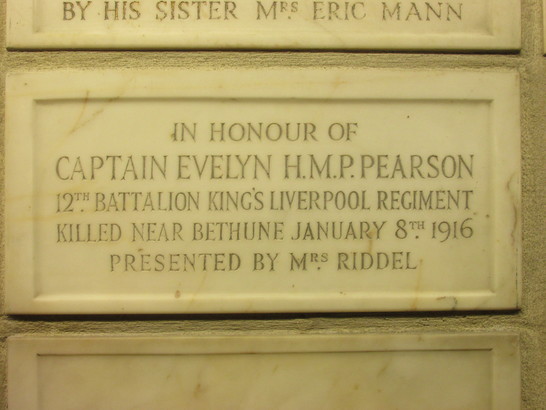 BY HIS SISTER MRS ERIC MANN
IN HONOUR OF
CAPTAIN EVELYN H.M.P. PEARSON
12TH BATTALION KING'S LIVERPOOL REGIMENT
KILLED NEAR BETHUNE JANUARY 8TH 1916
PRESENTED BY MRS RIDDEL